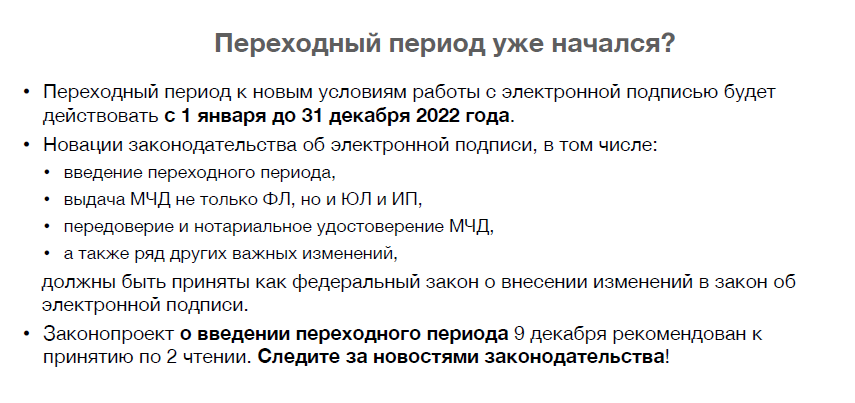 Переходный период уже начался?
• Переходный период к новым условиям работы с электронной подписью будет
действовать с 1 января до 31 декабря 2022 года.
• Новации законодательства об электронной подписи, в том числе:
• введение переходного периода,
• выдача МЧД не только ФЛ, но и ЮЛ и ИП,
• передоверие и нотариальное удостоверение МЧД,
• а также ряд других важных изменений,
должны быть приняты как федеральный закон о внесении изменений в закон об
электронной подписи.
• Законопроект о введении переходного периода 9 декабря рекомендован к
принятию по 2 чтении. Следите за новостями законодательства!